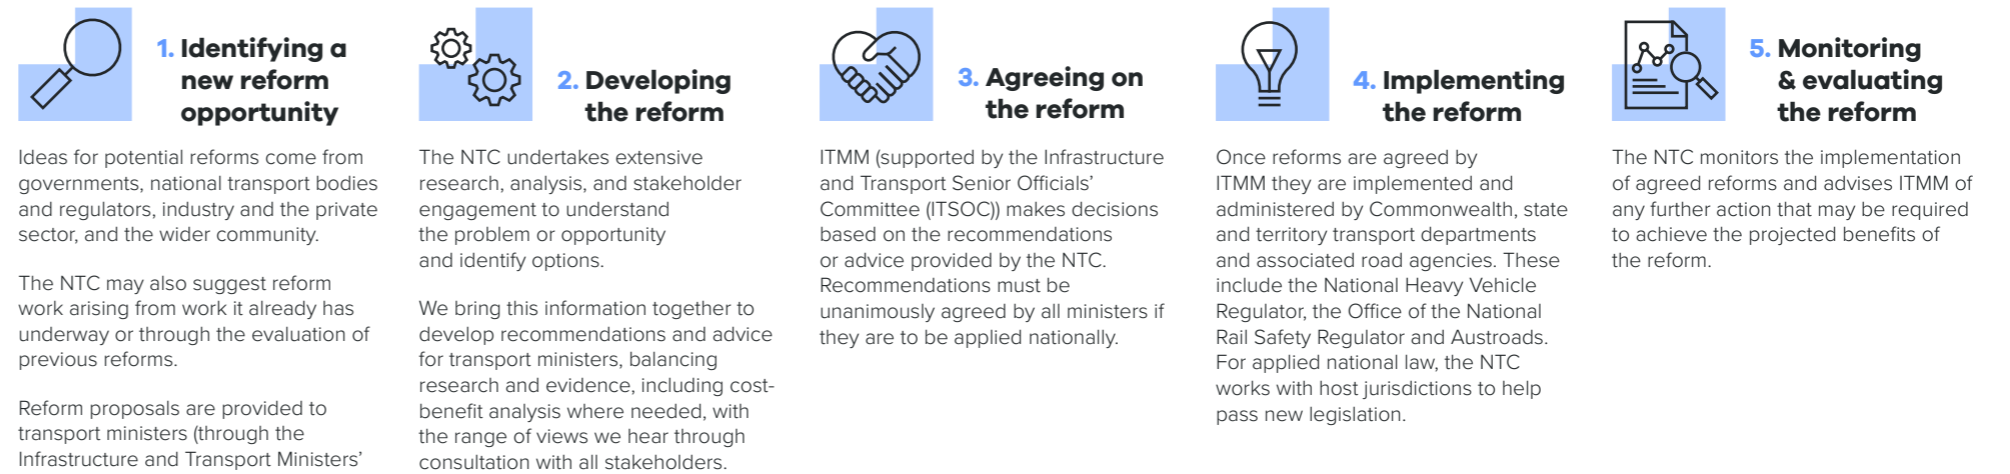 1. Identifying a
new reform
opportunity
Ideas for potential reforms come from
governments, national transport bodies
and regulators, industry and the private
sector, and the wider community.
The NTC may also suggest reform
work arising from work it already has
underway or through the evaluation of
previous reforms.
Reform proposals are provided to
transport ministers (through the
Infrastructure and Transport Ministers’
2. Developing
the reform
The NTC undertakes extensive
research, analysis, and stakeholder
engagement to understand
the problem or opportunity
and identify options.
We bring this information together to
develop recommendations and advice
for transport ministers, balancing
research and evidence, including cost-
benefit analysis where needed, with
the range of views we hear through
consultation with all stakeholders.
3. Agreeing on
the reform
ITMM (supported by the Infrastructure
and Transport Senior Officials’
Committee (ITSOC)) makes decisions
based on the recommendations
or advice provided by the NTC.
Recommendations must be
unanimously agreed by all ministers if
they are to be applied nationally.
4. Implementing
the reform
Once reforms are agreed by
ITMM they are implemented and
administered by Commonwealth, state
and territory transport departments
and associated road agencies. These
include the National Heavy Vehicle
Regulator, the Office of the National
Rail Safety Regulator and Austroads.
For applied national law, the NTC
works with host jurisdictions to help
pass new legislation.
5. Monitoring
& evaluating
the reform
The NTC monitors the implementation
of agreed reforms and advises ITMM of
any further action that may be required
to achieve the projected benefits of
the reform.